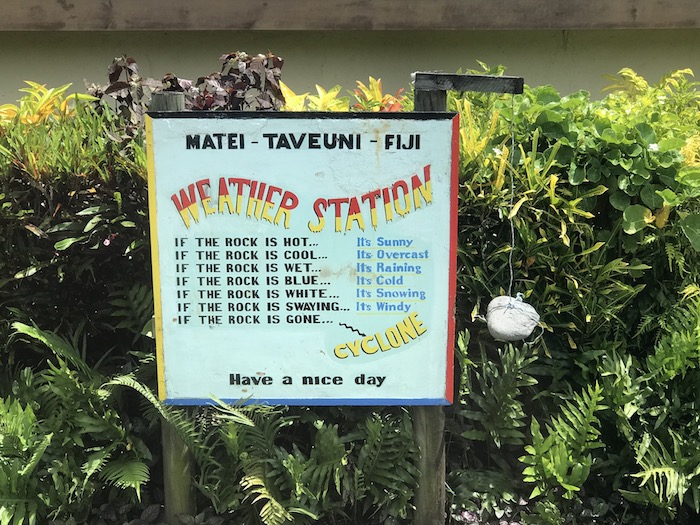 MATEI - TAVEUNI - FIJI
WEATHER STATION
IF THE ROCK IS HOT... Its Sunny
IF THE ROCK IS COOL... Its Overcast
IF THE ROCK IS WET... Its Raining
IF THE ROCK IS BLUE... Its Cold
IF THE ROCK IS WHITE... Its Snowing
IF THE ROCK IS SWAYING... Its Windy
IF THE ROCK IS GONE... CYCLONE
Have a nice day